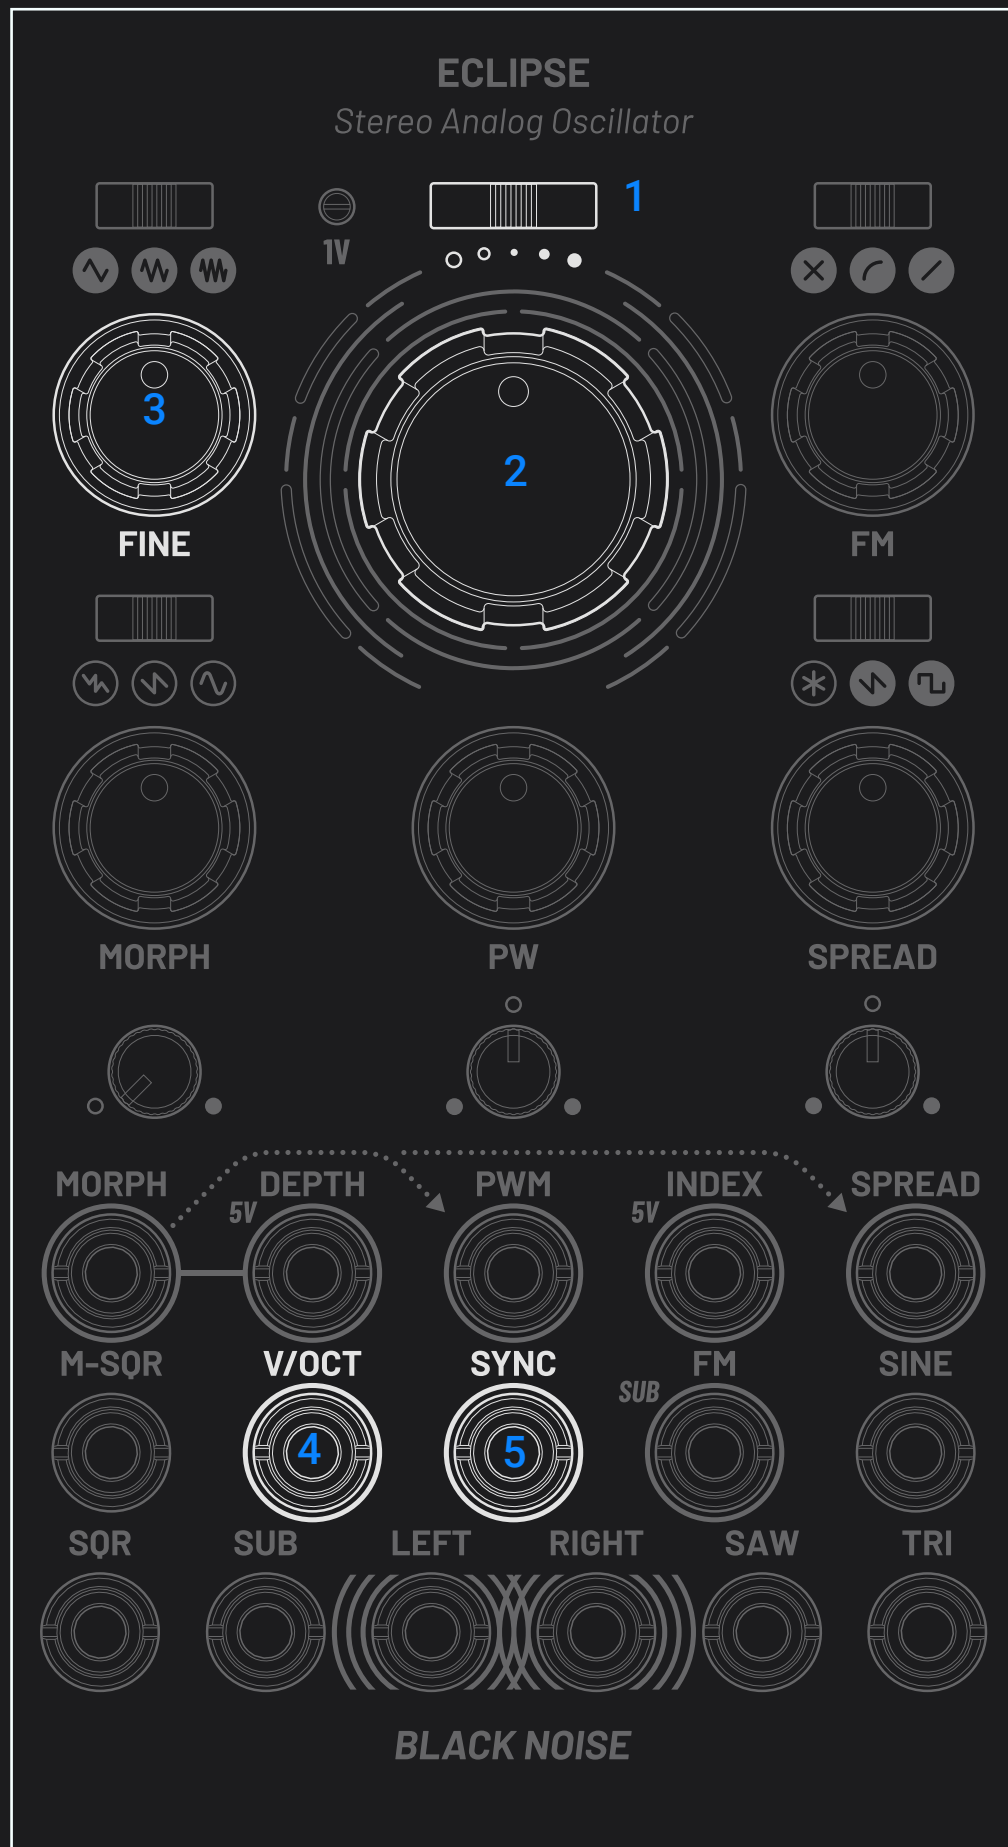 ECLIPSE
Stereo Analog Oscillator
1
1V
3
2
FINE
FM
MORPH
PW
SPREAD
MORPH
DEPTH
PWM
INDEX
SPREAD
5V
5V
M-SQR
V/OCT
SYNC
FM
SINE
SUB
4
5
SQR
SUB
LEFT
RIGHT
SAW
TRI
BLACK NOISE